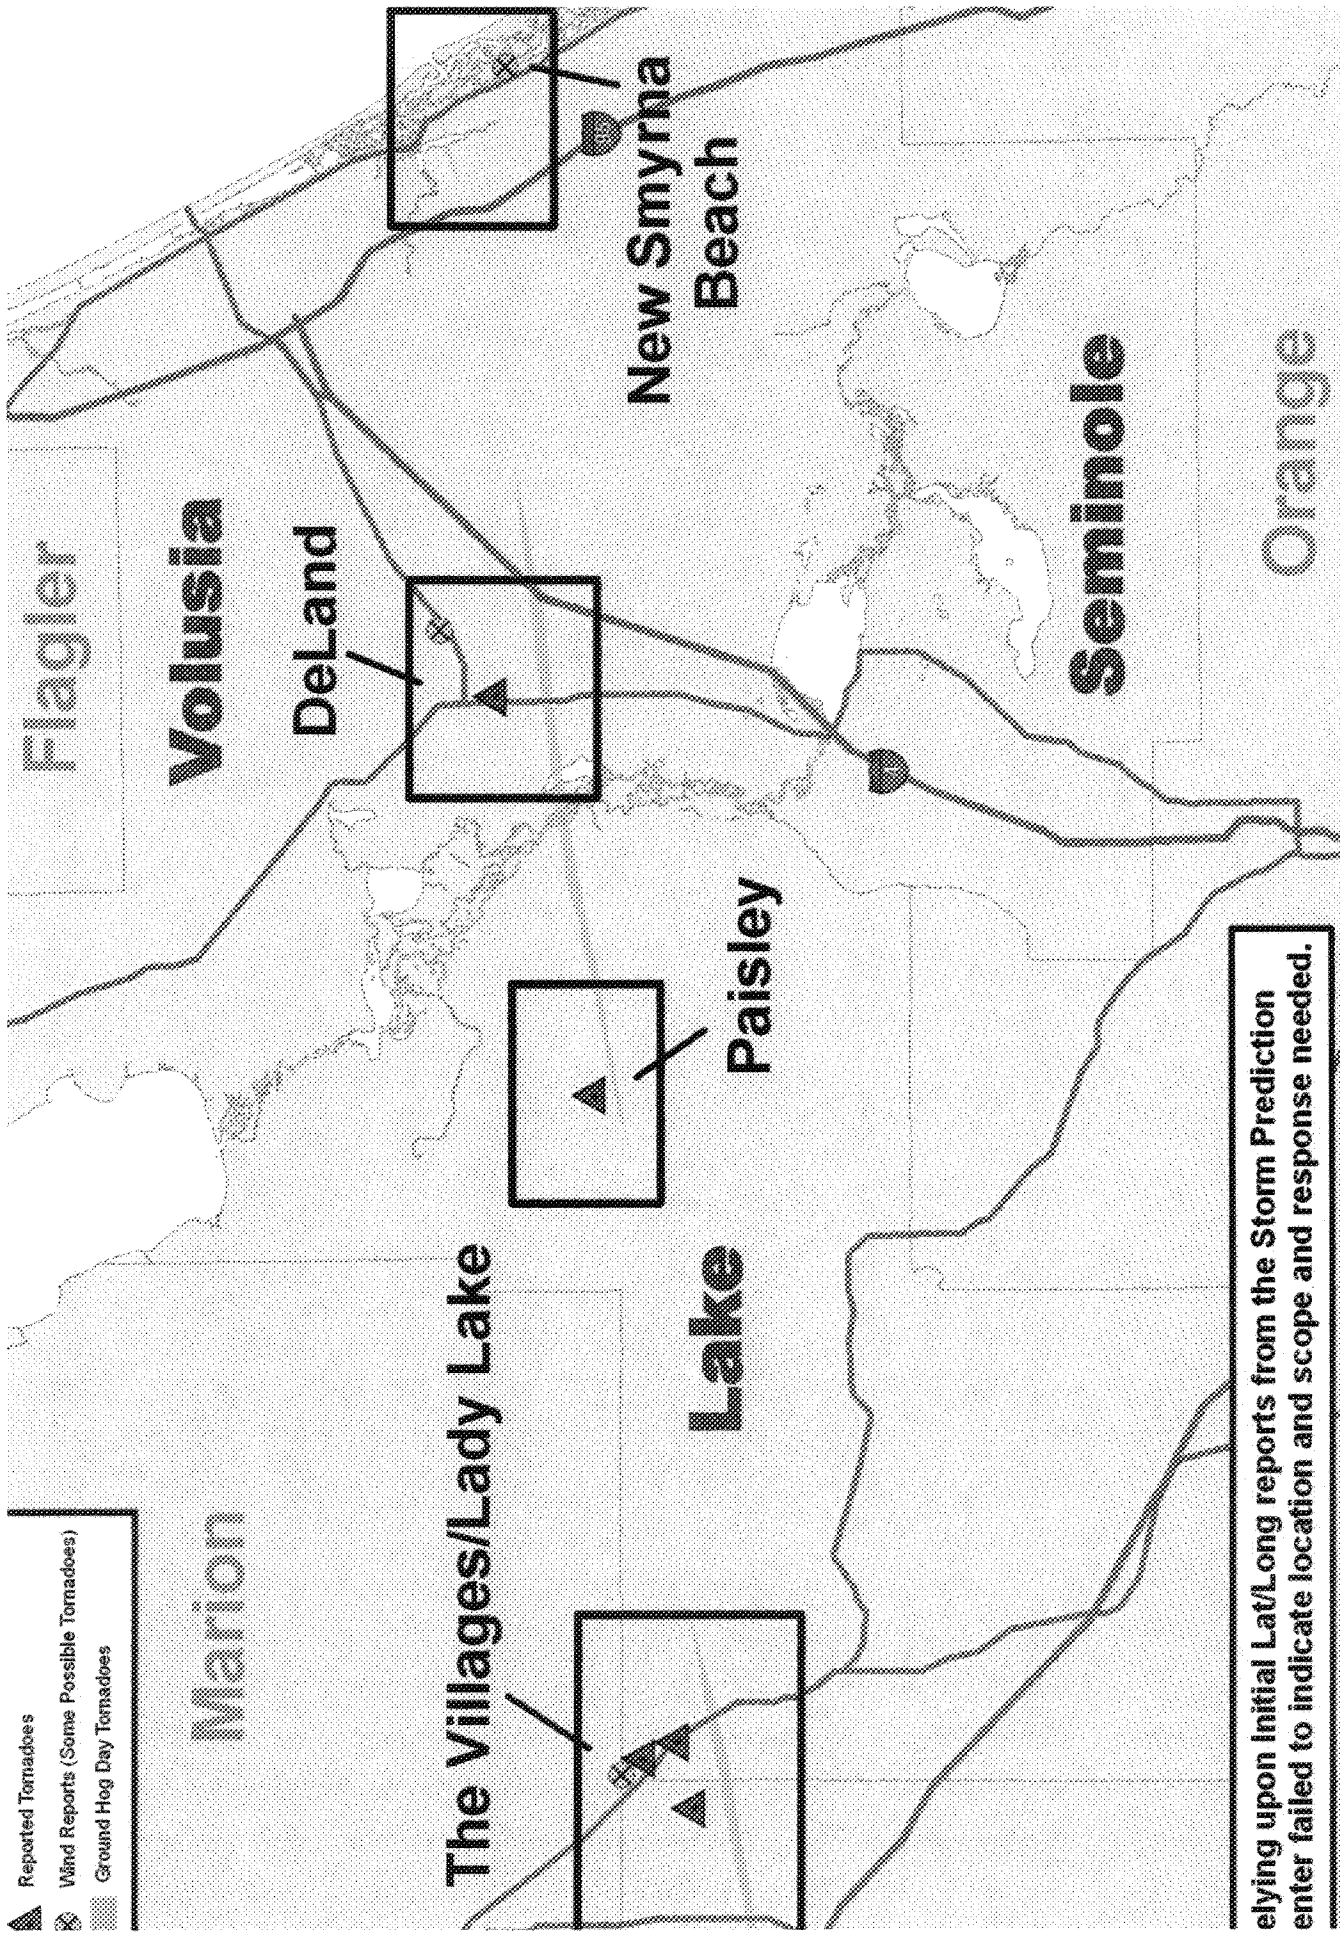 Reported Tornadoes
Wind Reports (Some Possible Tornadoes)
Ground Hog Day Tornadoes
Flagler
Marion
Volusia
DeLand
The Villages/Lady Lake
New Smyrna
Beach
Paisley
Lake
Seminole
Orange
elying upon Initial Lat/Long reports from the Storm Prediction
enter failed to indicate location and scope and response needed.